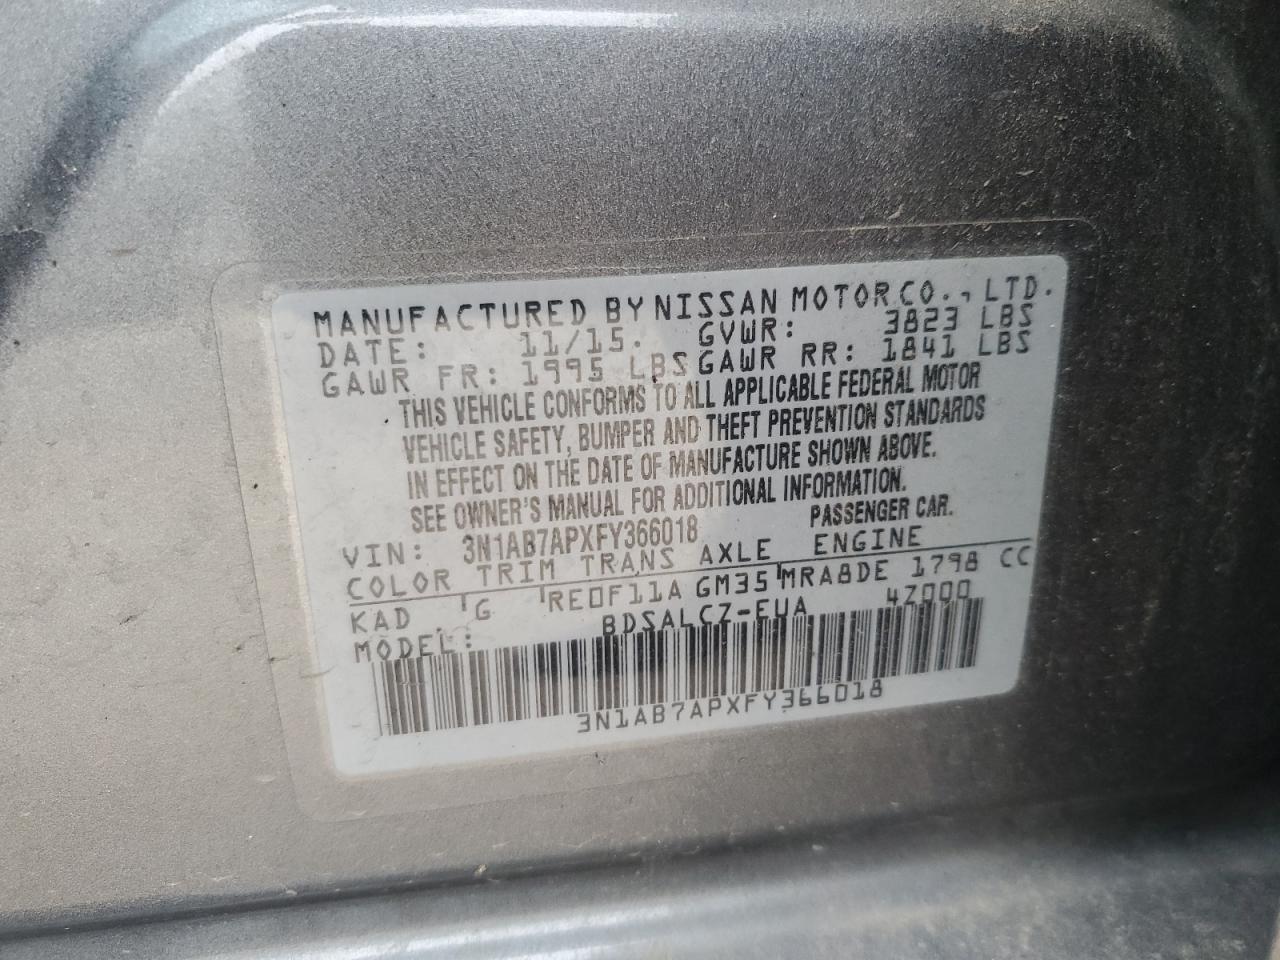 MANUFACTURED BY NISSAN MOTOR CO., LTD.
DATE: 11/15. GVWR: 3823 LBS
GAWR FR: 1995 LBS GAWR RR: 1841 LBS
THIS VEHICLE CONFORMS TO ALL APPLICABLE FEDERAL MOTOR
VEHICLE SAFETY, BUMPER AND THEFT PREVENTION STANDARDS
IN EFFECT ON THE DATE OF MANUFACTURE SHOWN ABOVE.
SEE OWNER'S MANUAL FOR ADDITIONAL INFORMATION.
VIN: 3N1AB7APXFY366018 PASSENGER CAR.
COLOR TRIM TRANS AXLE ENGINE
KAD G RE0F11A GM35 MRA8DE 1798 CC
MODEL: BDSALCZ-EUA 4Z000
3N1AB7APXFY366018